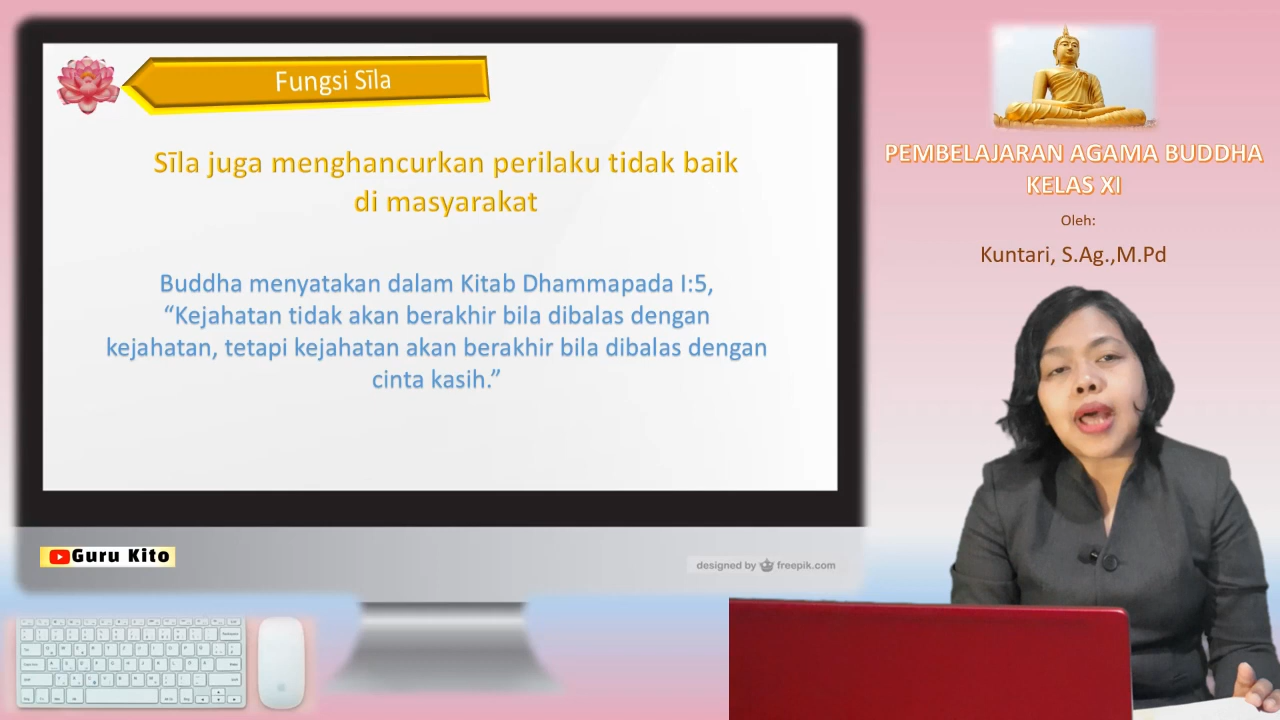 Fungsi Sīla
Sīla juga menghancurkan perilaku tidak baik
di masyarakat
Buddha menyatakan dalam Kitab Dhammapada I:5,
“Kejahatan tidak akan berakhir bila dibalas dengan
kejahatan, tetapi kejahatan akan berakhir bila dibalas dengan
cinta kasih.”
Guru Kito
designed by freepik.com
PEMBELAJARAN AGAMA BUDDHA
KELAS XI
Oleh:
Kuntari, S.Ag.,M.Pd